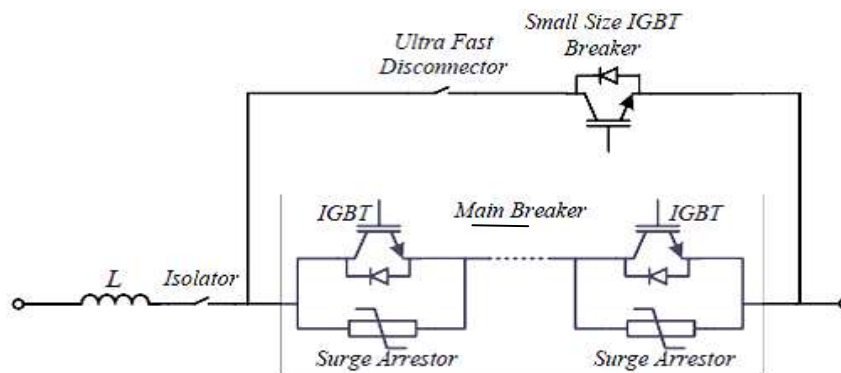 Small Size IGBT
Breaker
Ultra Fast
Disconnector
IGBT
Main Breaker
IGBT
L
Isolator
Surge Arrestor
Surge Arrestor